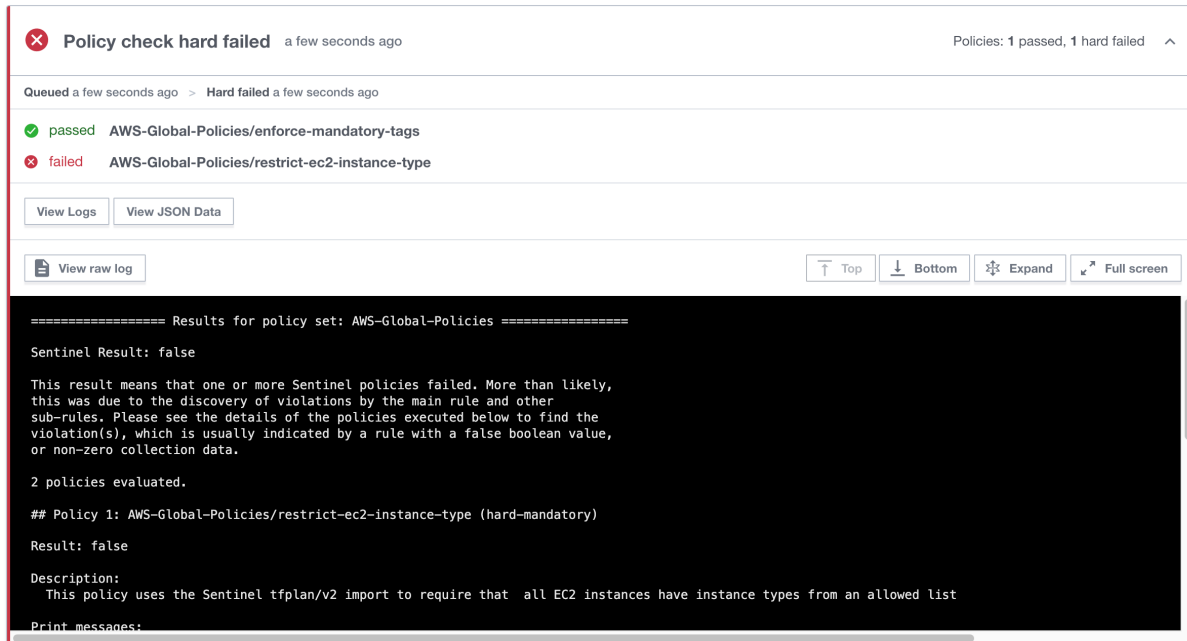 Policy check hard failed a few seconds ago Policies: 1 passed, 1 hard failed
Queued a few seconds ago > Hard failed a few seconds ago
passed AWS-Global-Policies/enforce-mandatory-tags
failed AWS-Global-Policies/restrict-ec2-instance-type
View Logs View JSON Data
View raw log Top Bottom Expand Full screen
================== Results for policy set: AWS-Global-Policies =================
Sentinel Result: false
This result means that one or more Sentinel policies failed. More than likely,
this was due to the discovery of violations by the main rule and other
sub-rules. Please see the details of the policies executed below to find the
violation(s), which is usually indicated by a rule with a false boolean value,
or non-zero collection data.
2 policies evaluated.
## Policy 1: AWS-Global-Policies/restrict-ec2-instance-type (hard-mandatory)
Result: false
Description:
This policy uses the Sentinel tfplan/v2 import to require that  all EC2 instances have instance types from an allowed list
Print messages: